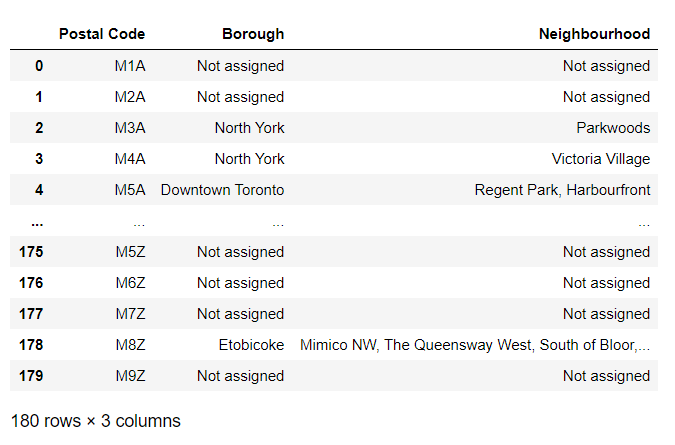 Postal Code Borough Neighbourhood
0 M1A Not assigned Not assigned
1 M2A Not assigned Not assigned
2 M3A North York Parkwoods
3 M4A North York Victoria Village
4 M5A Downtown Toronto Regent Park, Harbourfront
... ... ... ...
175 M5Z Not assigned Not assigned
176 M6Z Not assigned Not assigned
177 M7Z Not assigned Not assigned
178 M8Z Etobicoke Mimico NW, The Queensway West, South of Bloor,...
179 M9Z Not assigned Not assigned
180 rows × 3 columns